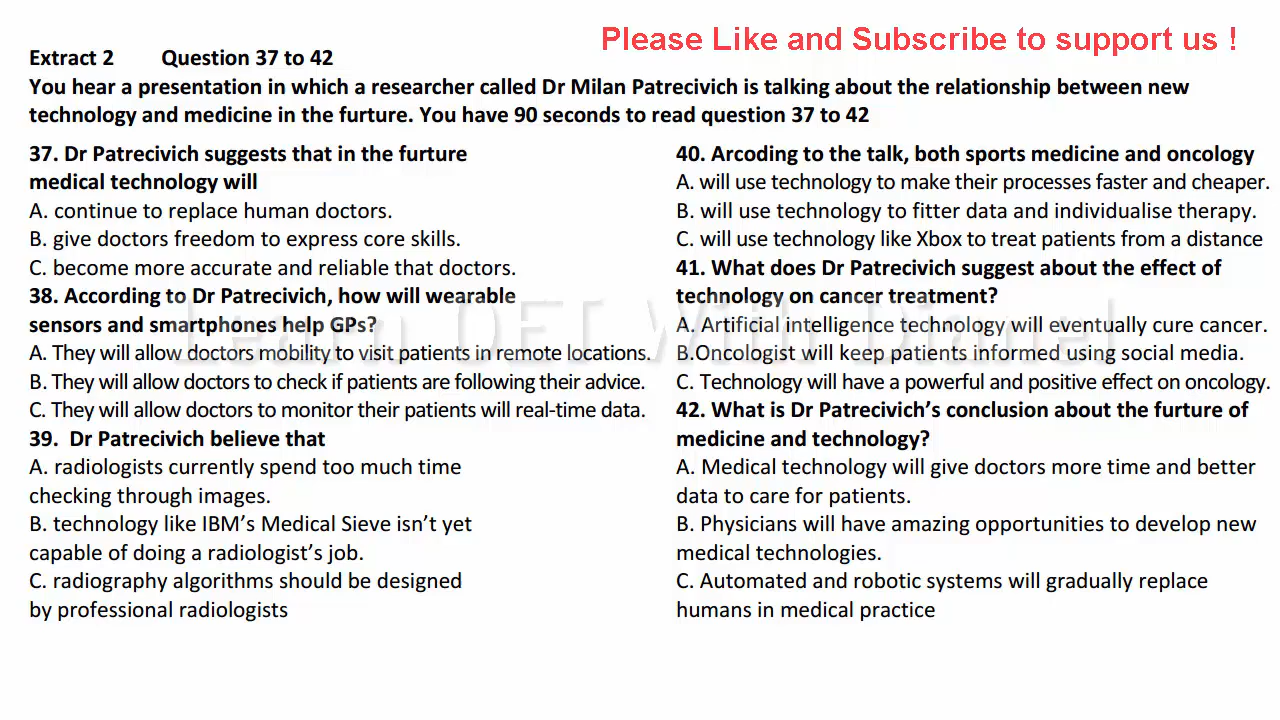 Please Like and Subscribe to support us !
Extract 2 Question 37 to 42
You hear a presentation in which a researcher called Dr Milan Patrecivich is talking about the relationship between new
technology and medicine in the furture. You have 90 seconds to read question 37 to 42
37. Dr Patrecivich suggests that in the furture
medical technology will
A. continue to replace human doctors.
B. give doctors freedom to express core skills.
C. become more accurate and reliable that doctors.
38. According to Dr Patrecivich, how will wearable
sensors and smartphones help GPs?
A. They will allow doctors mobility to visit patients in remote locations.
B. They will allow doctors to check if patients are following their advice.
C. They will allow doctors to monitor their patients will real-time data.
39. Dr Patrecivich believe that
A. radiologists currently spend too much time
checking through images.
B. technology like IBM's Medical Sieve isn't yet
capable of doing a radiologist's job.
C. radiography algorithms should be designed
by professional radiologists
40. Arcoding to the talk, both sports medicine and oncology
A. will use technology to make their processes faster and cheaper.
B. will use technology to fitter data and individualise therapy.
C. will use technology like Xbox to treat patients from a distance
41. What does Dr Patrecivich suggest about the effect of
technology on cancer treatment?
A. Artificial intelligence technology will eventually cure cancer.
B.Oncologist will keep patients informed using social media.
C. Technology will have a powerful and positive effect on oncology.
42. What is Dr Patrecivich's conclusion about the furture of
medicine and technology?
A. Medical technology will give doctors more time and better
data to care for patients.
B. Physicians will have amazing opportunities to develop new
medical technologies.
C. Automated and robotic systems will gradually replace
humans in medical practice
Learn OET With Dianel